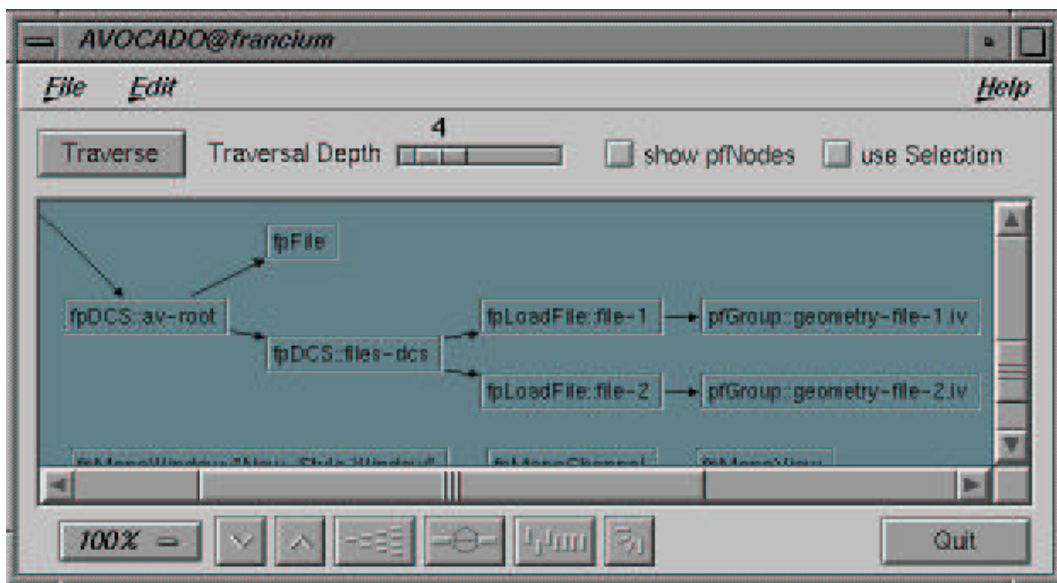 AVOCADO@francium
File Edit Help
4
Traverse Traversal Depth show pfNodes use Selection
fpFile
fpDCS::av-root
fpLoadFile::file-1 pfGroup::geometry-file-1.iv
fpDCS::files-dcs
fpLoadFile::file-2 pfGroup::geometry-file-2.iv
fpMonoChannel fpMonoView
100% Quit